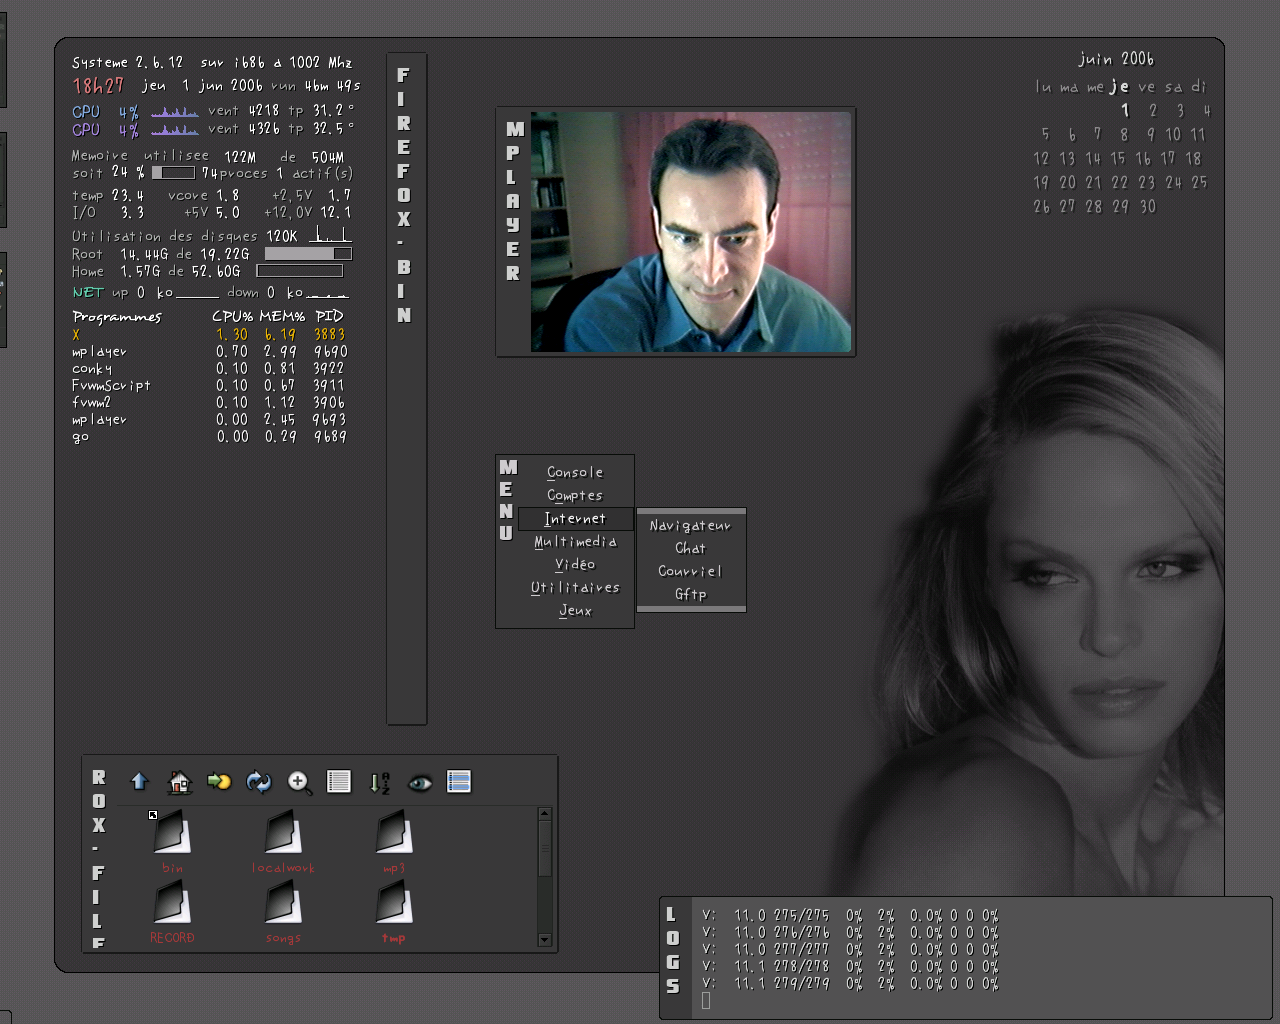 Systeme 2.6.12 sur i686 a 1002 Mhz
18h27 jeu 1 jun 2006 run 46m 49s
CPU 4% vent 4218 tp 31.2°
CPU 4% vent 4326 tp 32.5°
Memoire utilisee 122M de 504M
soit 24 % 74proces 1 actif(s)
temp 23.4 vcore 1.8 +2,5V 1.7
I/O 3.3 +5V 5.0 +12,0V 12.1
Utilisation des disques 120K
Root 14.44G de 19.22G
Home 1.57G de 52.60G
NET up 0 ko down 0 ko
Programmes CPU% MEM% PID
X 1.30 6.19 3883
mplayer 0.70 2.99 9690
conky 0.10 0.81 3922
FvwmScript 0.10 0.67 3911
fvwm2 0.10 1.12 3906
mplayer 0.00 2.45 9693
go 0.00 0.29 9689
FIREFOX-BIN
MPLAYER
juin 2006
lu ma me je ve sa di
1 2 3 4
5 6 7 8 9 10 11
12 13 14 15 16 17 18
19 20 21 22 23 24 25
26 27 28 29 30
MENU
Console
Comptes
Internet
Multimedia
Vidéo
Utilitaires
Jeux
Navigateur
Chat
Courriel
Gftp
ROX-FILE
bin localwork mp3
RECORD songs tmp
LOGS
V: 11.0 275/275 0% 2% 0.0% 0 0 0%
V: 11.0 276/276 0% 2% 0.0% 0 0 0%
V: 11.0 277/277 0% 2% 0.0% 0 0 0%
V: 11.1 278/278 0% 2% 0.0% 0 0 0%
V: 11.1 279/279 0% 2% 0.0% 0 0 0%